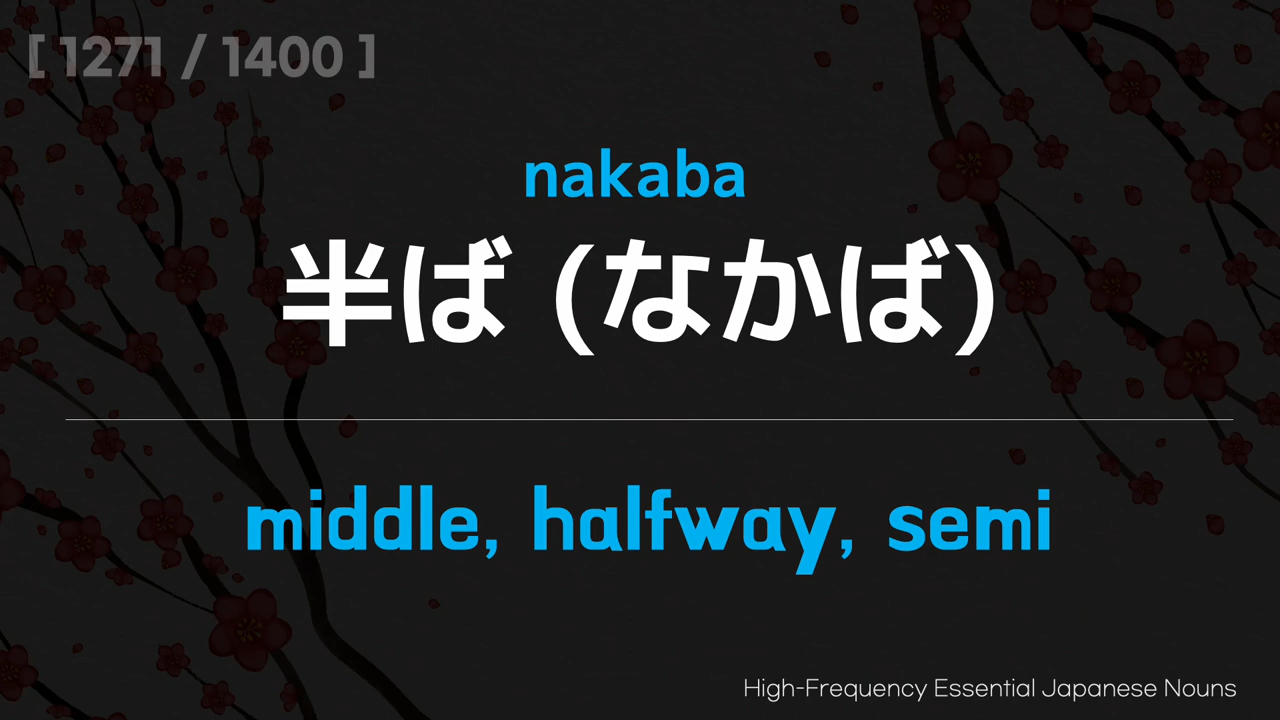 [ 1271 / 1400 ]
nakaba
半ば (なかば)
middle, halfway, semi
High-Frequency Essential Japanese Nouns